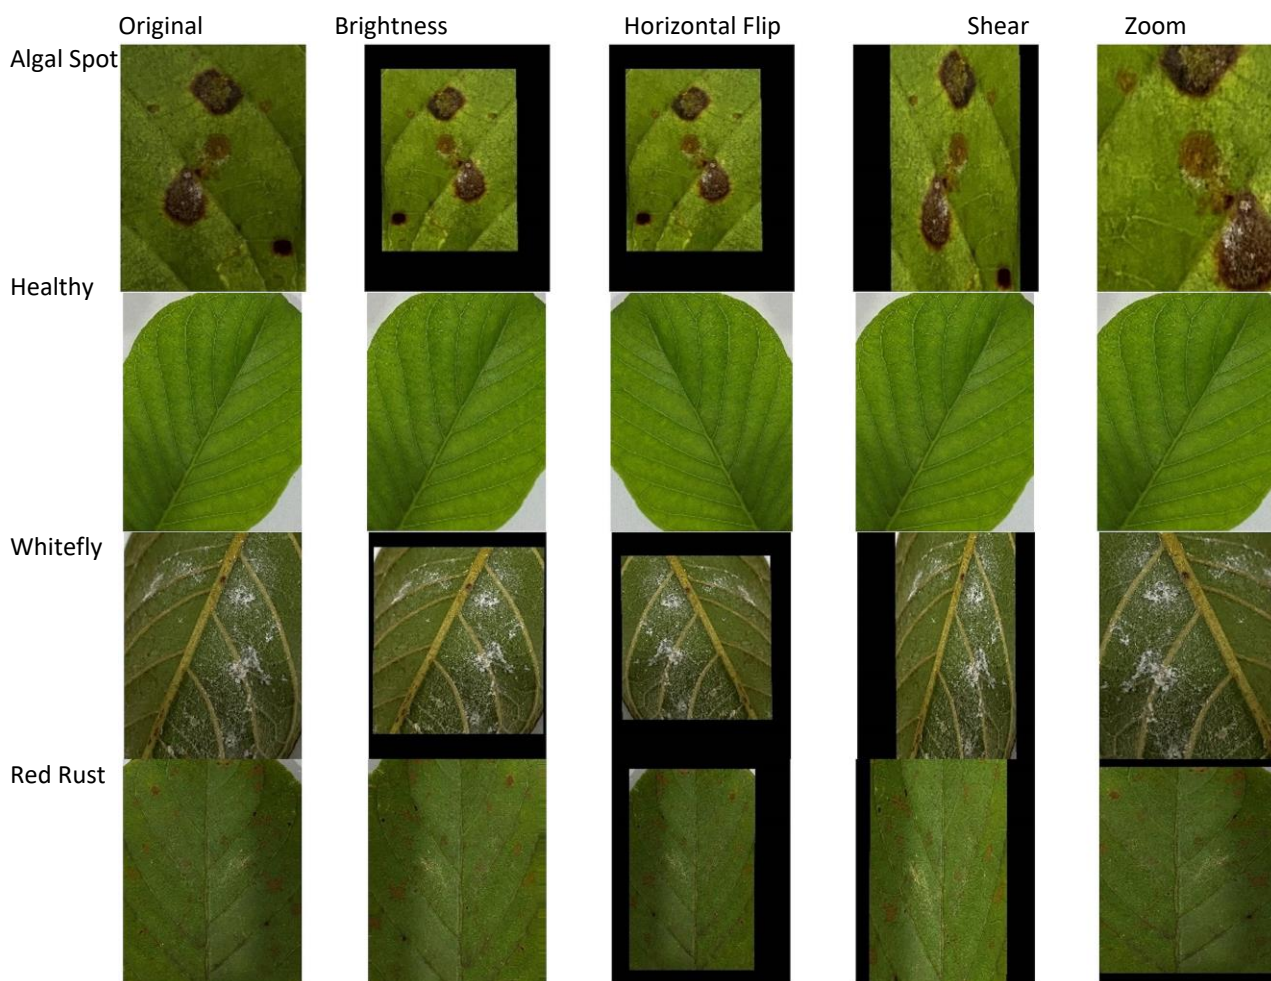 Original Brightness Horizontal Flip Shear Zoom
Algal Spot
Healthy
Whitefly
Red Rust